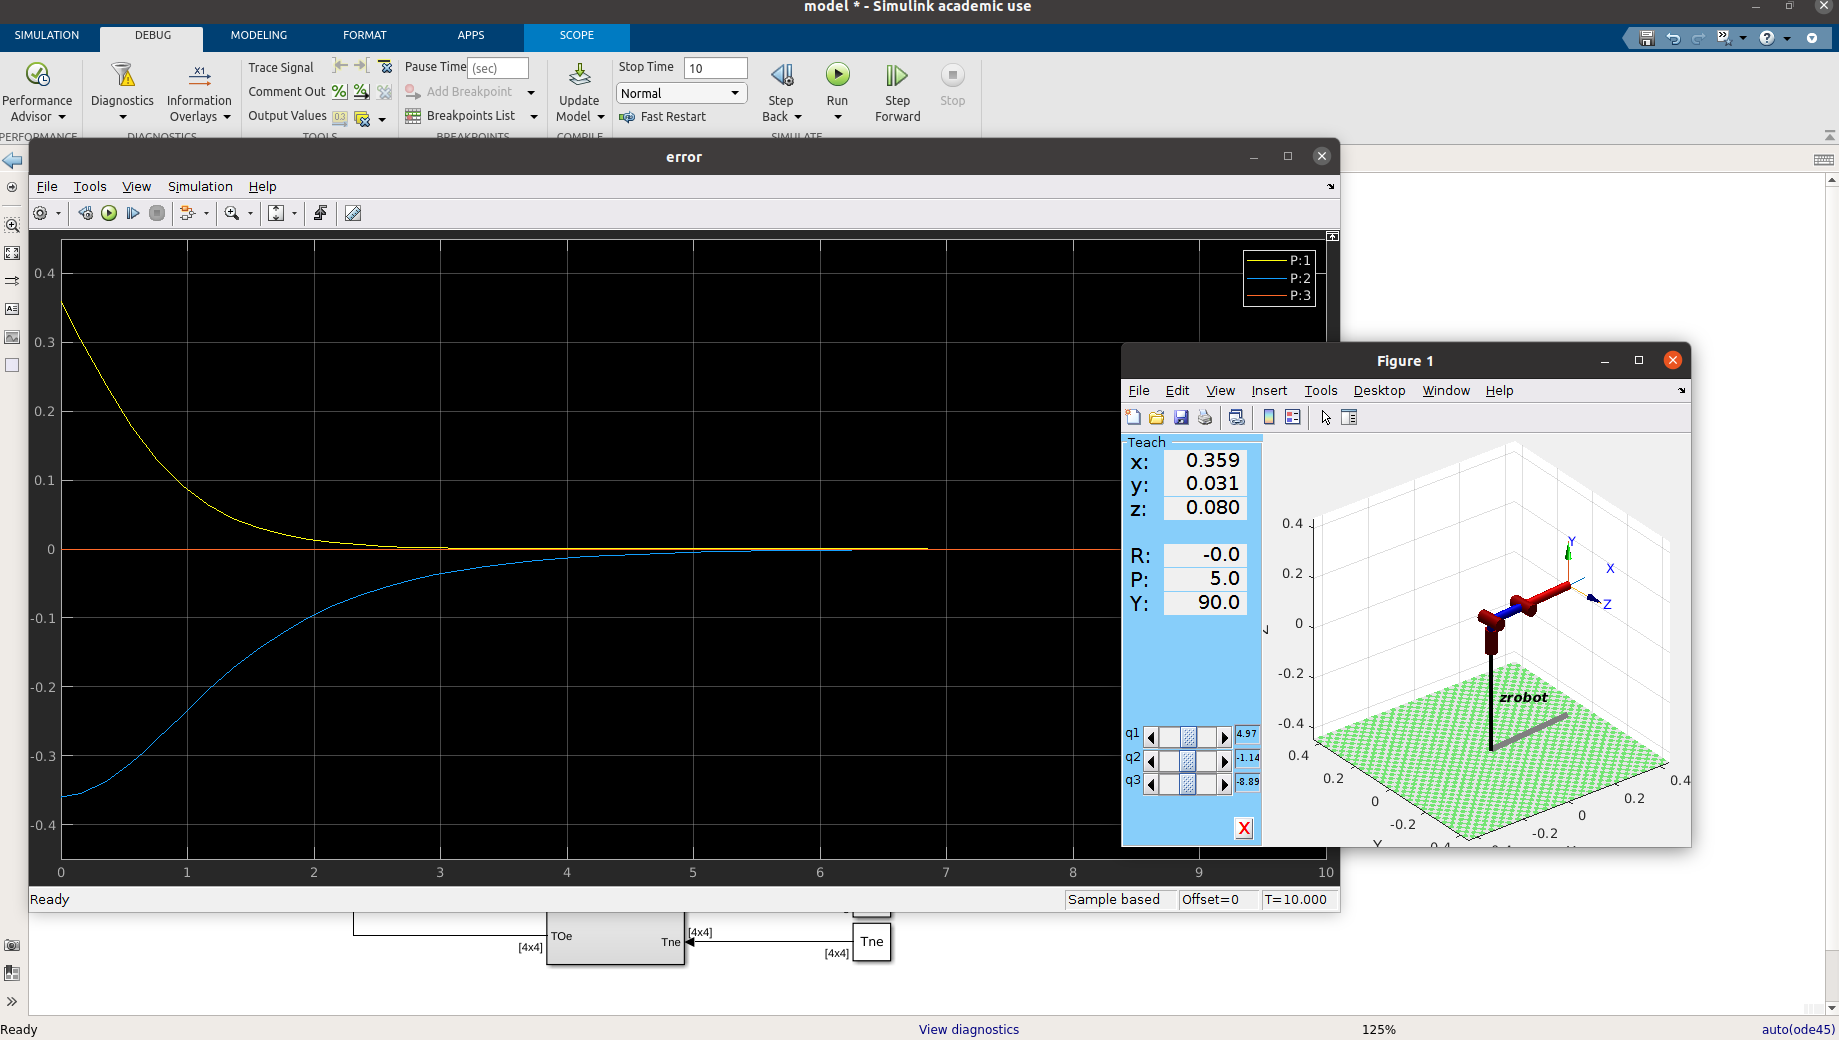 model * - Simulink academic use
SIMULATION DEBUG MODELING FORMAT APPS SCOPE
Performance Advisor
Diagnostics
Information Overlays
Trace Signal
Comment Out
Output Values
Pause Time (sec)
Add Breakpoint
Breakpoints List
Update Model
Stop Time 10
Normal
Fast Restart
Step Back
Run
Step Forward
Stop
PERFORMANCE DIAGNOSTICS TOOLS BREAKPOINTS COMPILE SIMULATE
error
File Tools View Simulation Help
P:1
P:2
P:3
0.4
0.3
0.2
0.1
0
-0.1
-0.2
-0.3
-0.4
0 1 2 3 4 5 6 7 8 9 10
Ready
Sample based Offset=0 T=10.000
Figure 1
File Edit View Insert Tools Desktop Window Help
Teach
x: 0.359
y: 0.031
z: 0.080
R: -0.0
P: 5.0
Y: 90.0
q1 4.97
q2 -1.14
q3 -8.89
X
0.4
0.2
0
-0.2
-0.4
0.4
0.2
0
-0.2
0.4
0.2
0
-0.2
Y
X
Z
zrobot
Y
TOe
Tne
[4x4]
[4x4]
[4x4]
Tne
Ready
View diagnostics
125%
auto(ode45)